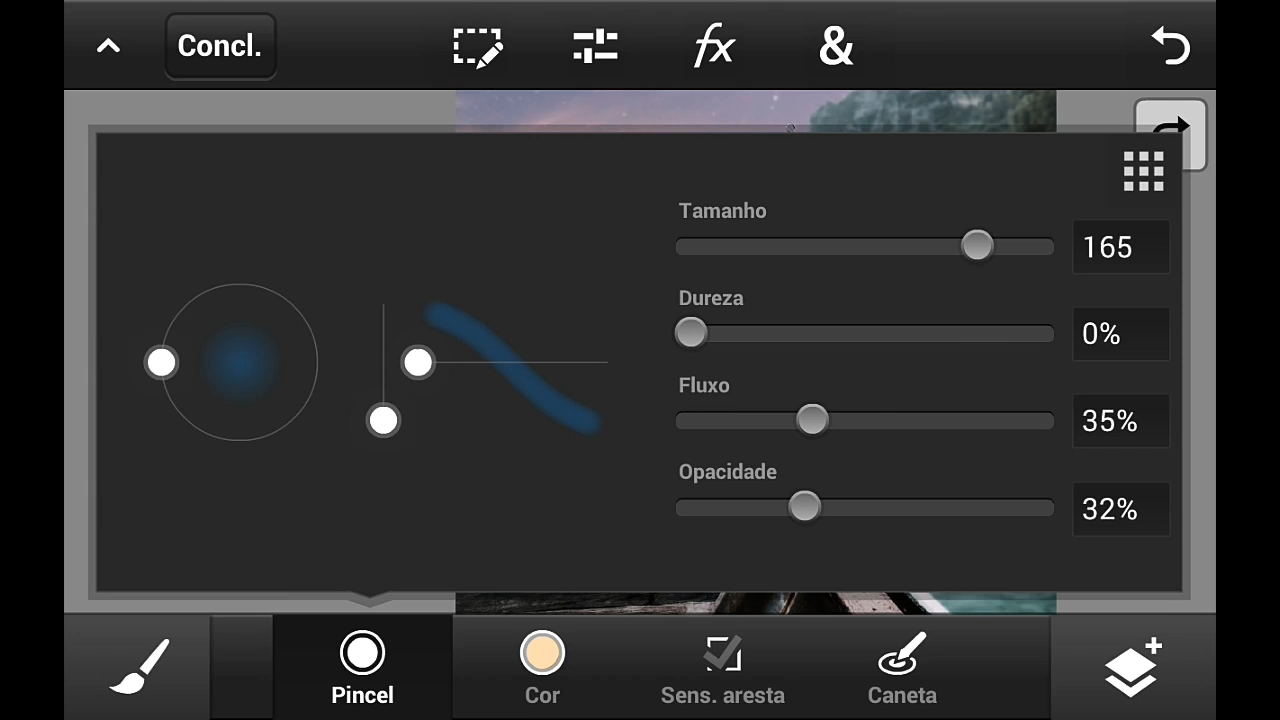 Concl.
fx
&
Tamanho
165
Dureza
0%
Fluxo
35%
Opacidade
32%
Pincel
Cor
Sens. aresta
Caneta